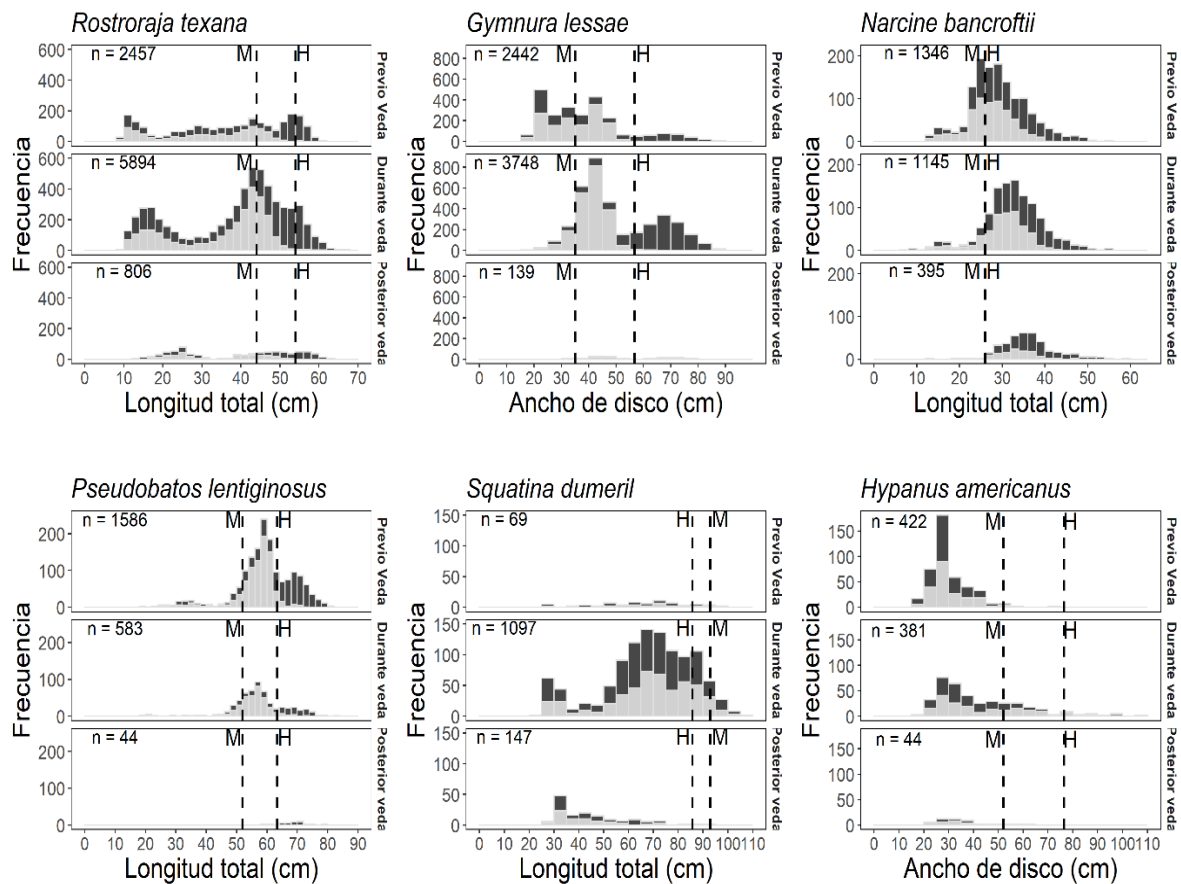 Rostroraja texana
Frecuencia
600
400
200
0
n = 2457
M H
Previo Veda
600
400
200
0
n = 5894
M H
Durante veda
600
400
200
0
n = 806
M H
Posterior veda
0 10 20 30 40 50 60 70
Longitud total (cm)
Gymnura lessae
Frecuencia
800
600
400
200
0
n = 2442
M H
Previo Veda
800
600
400
200
0
n = 3748
M H
Durante veda
800
600
400
200
0
n = 139
M H
Posterior veda
0 10 20 30 40 50 60 70 80 90
Ancho de disco (cm)
Narcine bancroftii
Frecuencia
200
150
100
50
0
n = 1346
M H
Previo Veda
200
150
100
50
0
n = 1145
M H
Durante veda
200
150
100
50
0
n = 395
M H
Posterior veda
0 10 20 30 40 50 60
Longitud total (cm)
Pseudobatos lentiginosus
Frecuencia
200
100
0
n = 1586
M H
Previo Veda
200
100
0
n = 583
M H
Durante veda
200
100
0
n = 44
M H
Posterior veda
0 10 20 30 40 50 60 70 80 90
Longitud total (cm)
Squatina dumeril
Frecuencia
150
100
50
0
n = 69
H M
Previo Veda
150
100
50
0
n = 1097
H M
Durante veda
150
100
50
0
n = 147
H M
Posterior veda
0 10 20 30 40 50 60 70 80 90 100 110
Longitud total (cm)
Hypanus americanus
Frecuencia
150
100
50
0
n = 422
M H
Previo Veda
150
100
50
0
n = 381
M H
Durante veda
150
100
50
0
n = 44
M H
Posterior veda
0 10 20 30 40 50 60 70 80 90 100 110
Ancho de disco (cm)